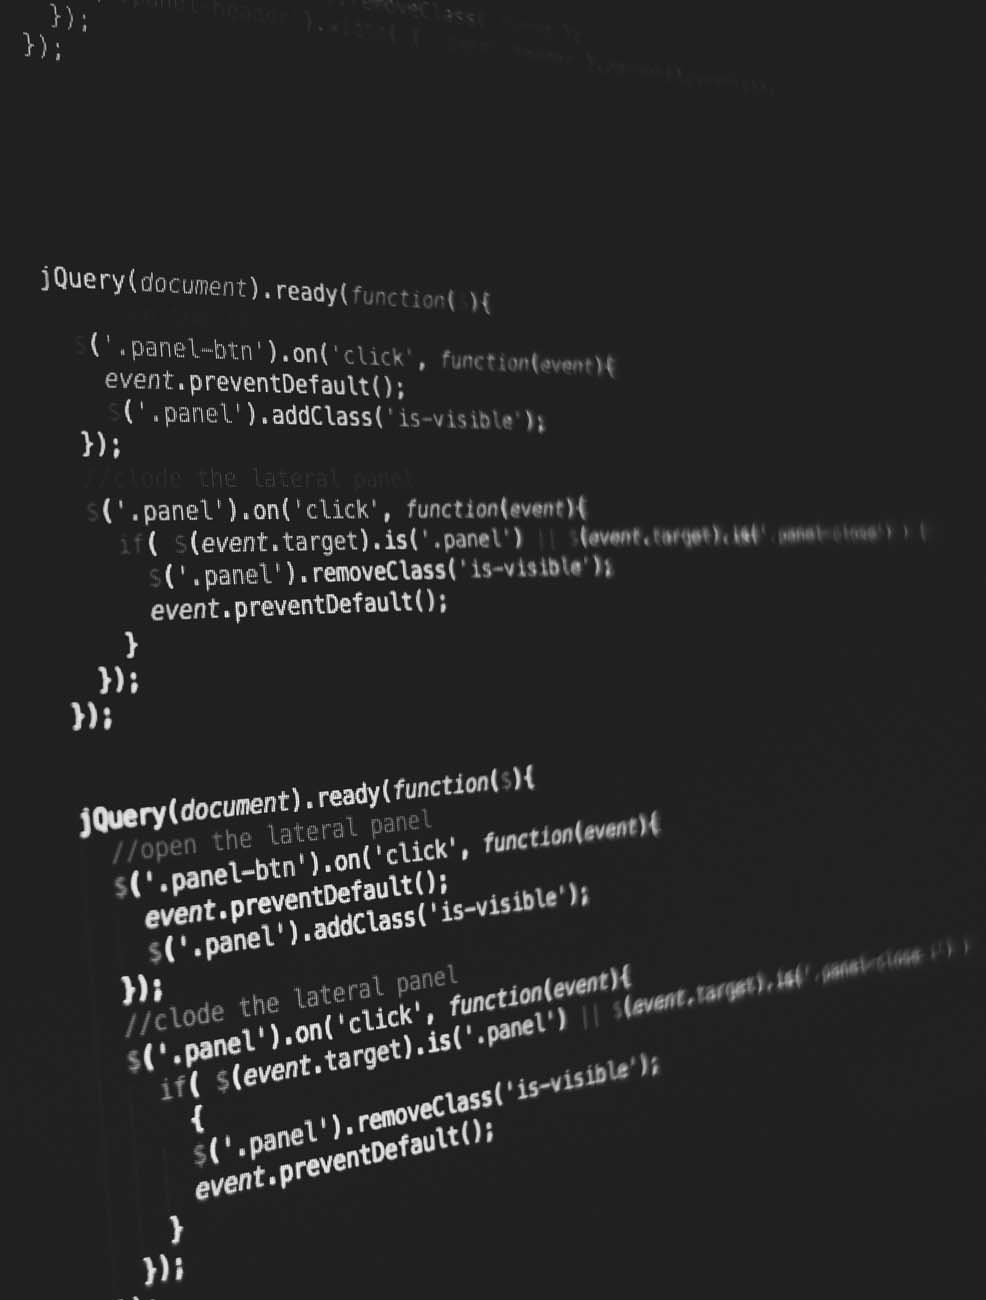 });
});
jQuery(document).ready(function( ){
$('.panel-btn').on('click', function(event){
event.preventDefault();
$('.panel').addClass('is-visible');
});
//clode the lateral panel
$('.panel').on('click', function(event){
if( $(event.target).is('.panel') || $(event.target).is('.panel-close') ) {
$('.panel').removeClass('is-visible');
event.preventDefault();
}
});
});
jQuery(document).ready(function($){
//open the lateral panel
$('.panel-btn').on('click', function(event){
event.preventDefault();
$('.panel').addClass('is-visible');
});
//clode the lateral panel
$('.panel').on('click', function(event){
if( $(event.target).is('.panel') || $(event.target).is('.panel-close
{
$('.panel').removeClass('is-visible');
event.preventDefault();
}
});